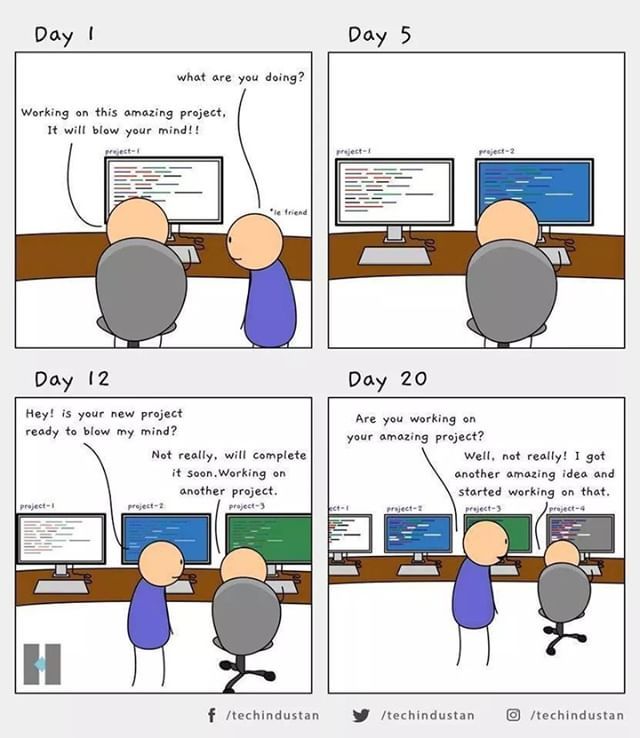 Day 1
what are you doing?
Working on this amazing project,
It will blow your mind!!
project-1
*le friend
Day 5
project-1
project-2
Day 12
Hey! is your new project
ready to blow my mind?
Not really, will complete
it soon.Working on
another project.
project-1
project-2
project-3
Day 20
Are you working on
your amazing project?
Well, not really! I got
another amazing idea and
started working on that.
ect-1
project-2
project-3
project-4
/techindustan
/techindustan
/techindustan